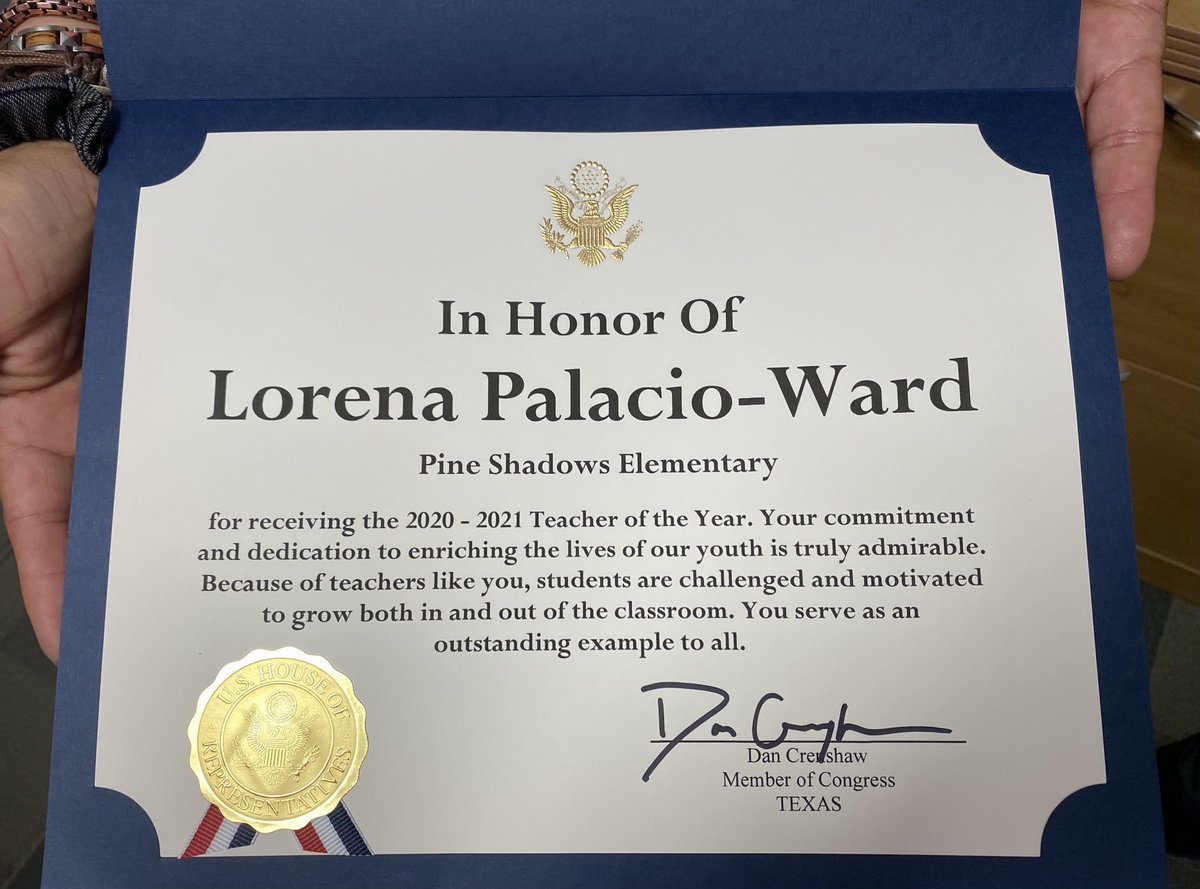 In Honor Of
Lorena Palacio-Ward
Pine Shadows Elementary
for receiving the 2020 - 2021 Teacher of the Year. Your commitment
and dedication to enriching the lives of our youth is truly admirable.
Because of teachers like you, students are challenged and motivated
to grow both in and out of the classroom. You serve as an
outstanding example to all.
U.S. HOUSE OF
REPRESENTATIVES
Dan Crenshaw
Dan Crenshaw
Member of Congress
TEXAS